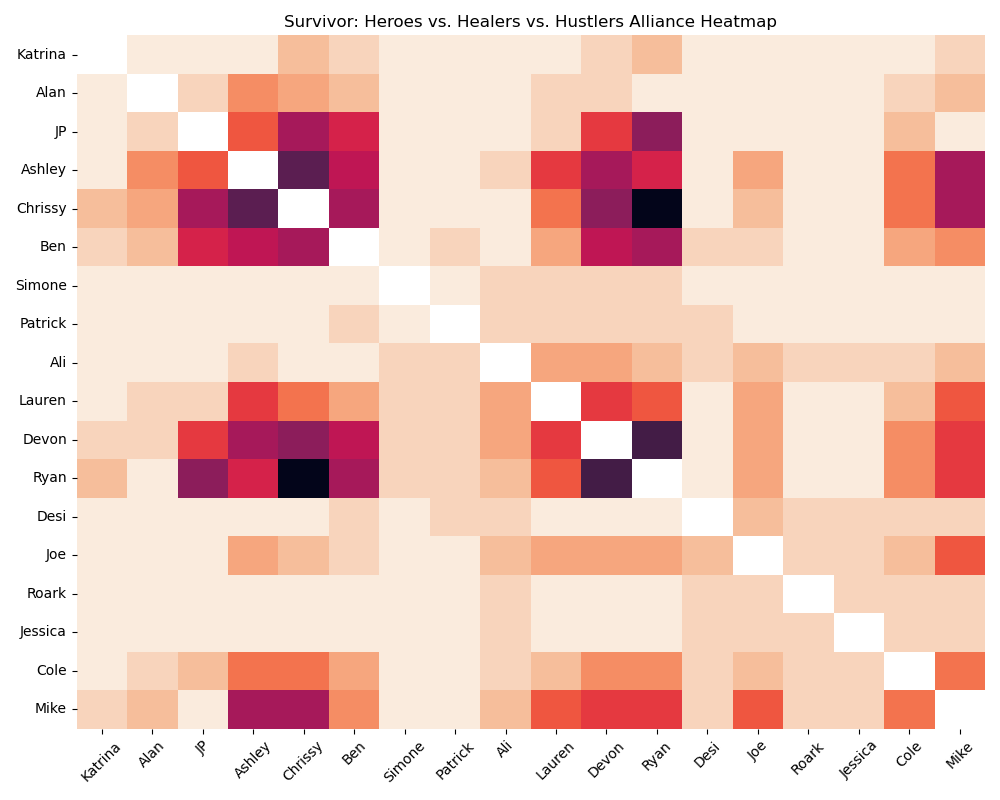 Survivor: Heroes vs. Healers vs. Hustlers Alliance Heatmap
Katrina
Alan
JP
Ashley
Chrissy
Ben
Simone
Patrick
Ali
Lauren
Devon
Ryan
Desi
Joe
Roark
Jessica
Cole
Mike
Katrina Alan JP Ashley Chrissy Ben Simone Patrick Ali Lauren Devon Ryan Desi Joe Roark Jessica Cole Mike